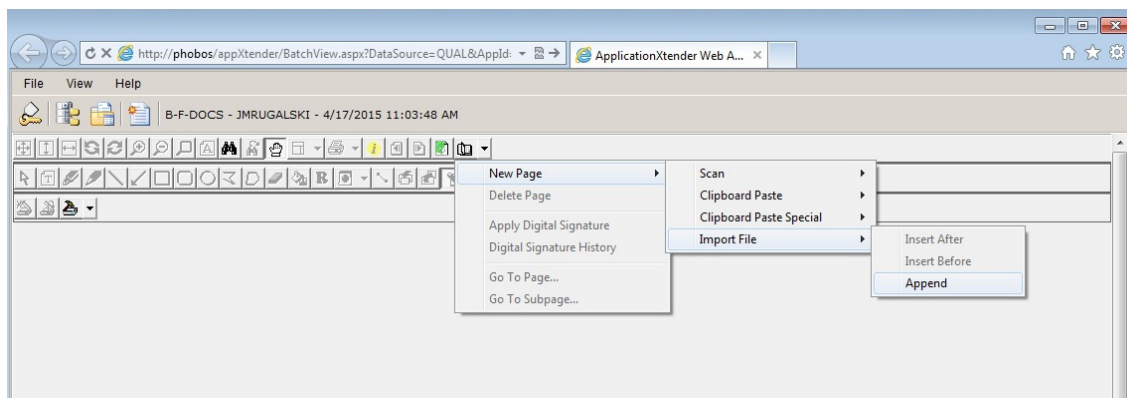 http://phobos/appXtender/BatchView.aspx?DataSource=QUAL&AppId:
ApplicationXtender Web A...
File View Help
B-F-DOCS - JMRUGALSKI - 4/17/2015 11:03:48 AM
New Page
Delete Page
Apply Digital Signature
Digital Signature History
Go To Page...
Go To Subpage...
Scan
Clipboard Paste
Clipboard Paste Special
Import File
Insert After
Insert Before
Append